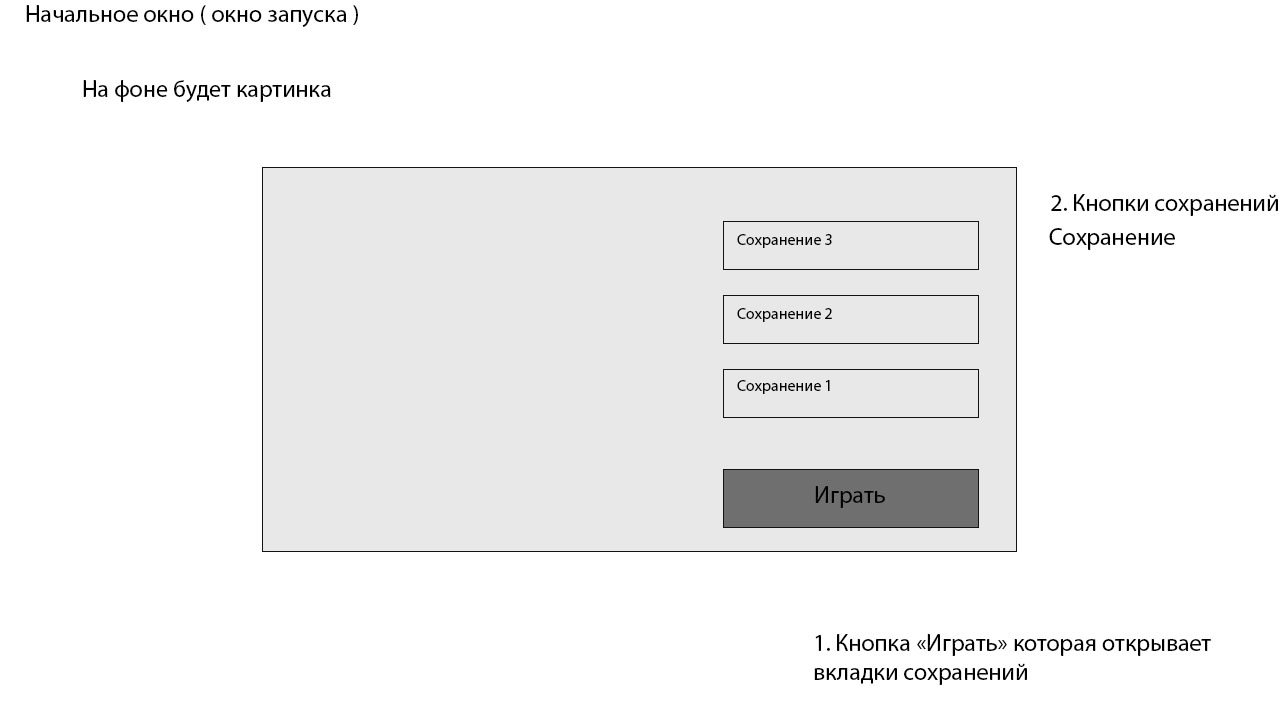 Начальное окно ( окно запуска )
На фоне будет картинка
2. Кнопки сохранений
Сохранение
Сохранение 3
Сохранение 2
Сохранение 1
Играть
1. Кнопка «Играть» которая открывает
вкладки сохранений